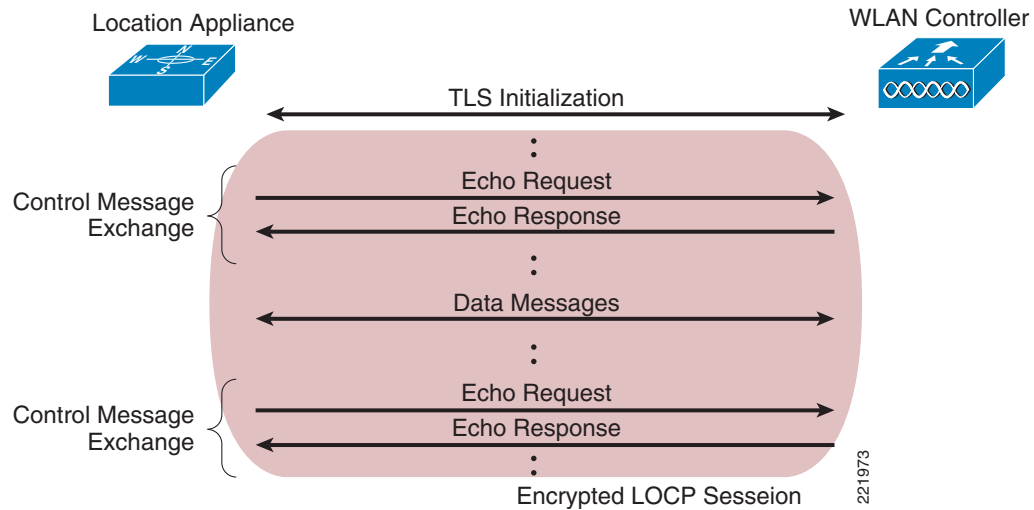 Location Appliance
WLAN Controller
N
W
E
S
TLS Initialization
Control Message
Exchange
Echo Request
Echo Response
Data Messages
Control Message
Exchange
Echo Request
Echo Response
Encrypted LOCP Sesseion
221973